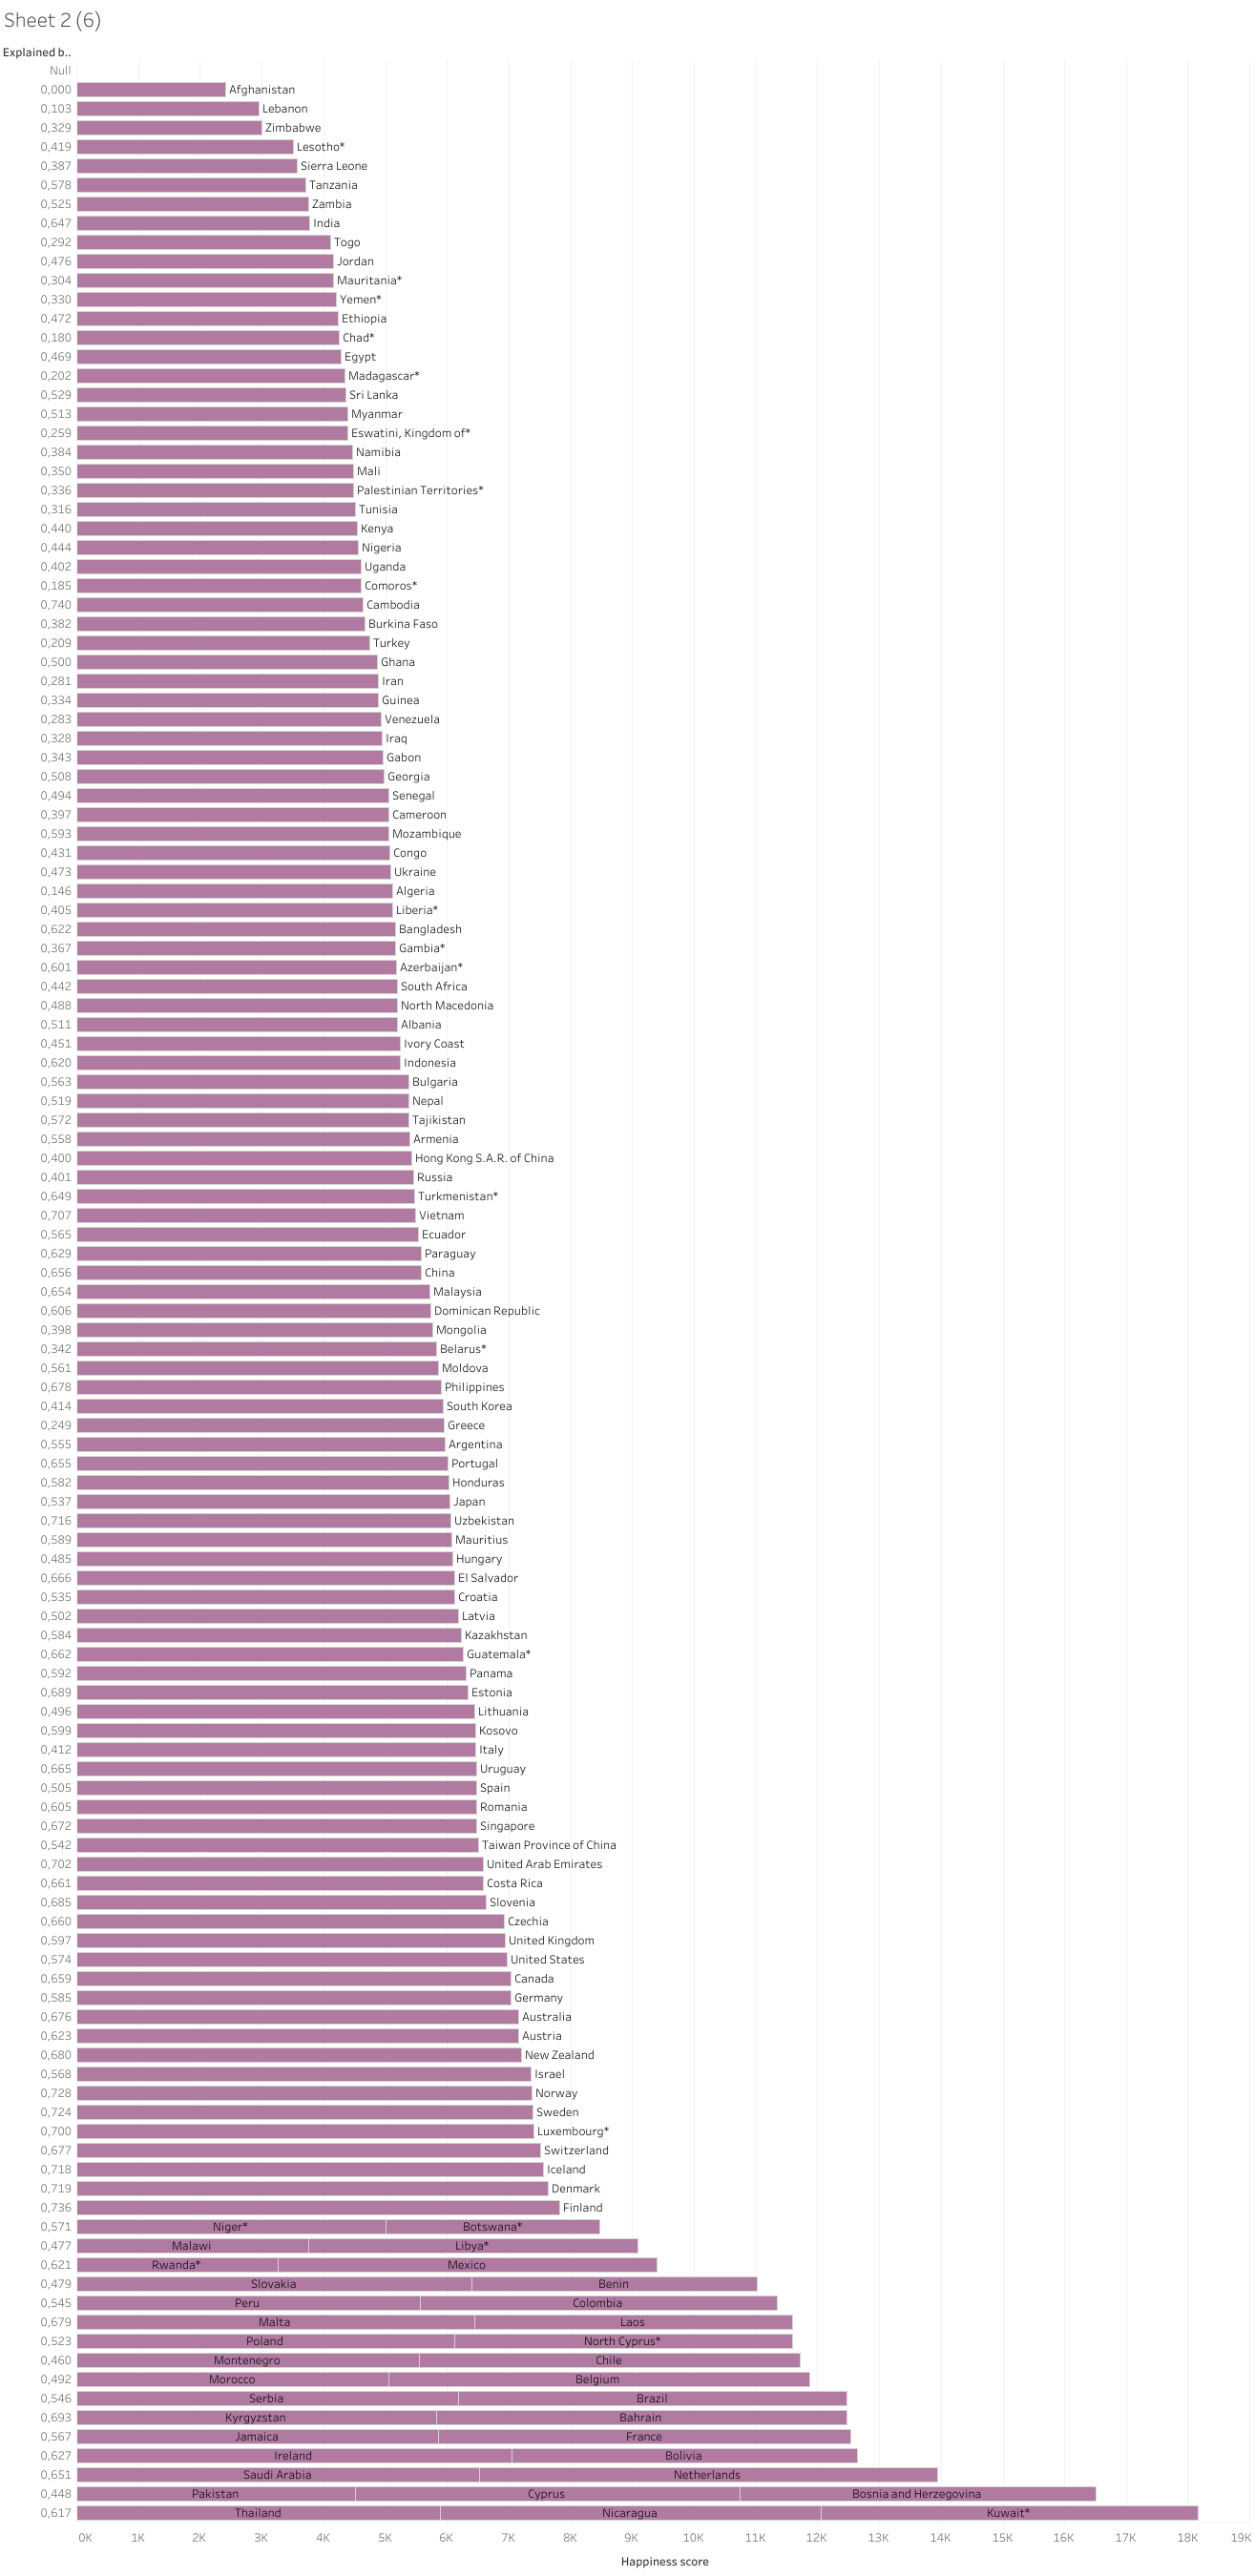 Sheet 2 (6)
Explained b..
Null
0,000 Afghanistan
0,103 Lebanon
0,329 Zimbabwe
0,419 Lesotho*
0,387 Sierra Leone
0,578 Tanzania
0,525 Zambia
0,647 India
0,292 Togo
0,476 Jordan
0,304 Mauritania*
0,330 Yemen*
0,472 Ethiopia
0,180 Chad*
0,469 Egypt
0,202 Madagascar*
0,529 Sri Lanka
0,513 Myanmar
0,259 Eswatini, Kingdom of*
0,384 Namibia
0,350 Mali
0,336 Palestinian Territories*
0,316 Tunisia
0,440 Kenya
0,444 Nigeria
0,402 Uganda
0,185 Comoros*
0,740 Cambodia
0,382 Burkina Faso
0,209 Turkey
0,500 Ghana
0,281 Iran
0,334 Guinea
0,283 Venezuela
0,328 Iraq
0,343 Gabon
0,508 Georgia
0,494 Senegal
0,397 Cameroon
0,593 Mozambique
0,431 Congo
0,473 Ukraine
0,146 Algeria
0,405 Liberia*
0,622 Bangladesh
0,367 Gambia*
0,601 Azerbaijan*
0,442 South Africa
0,488 North Macedonia
0,511 Albania
0,451 Ivory Coast
0,620 Indonesia
0,563 Bulgaria
0,519 Nepal
0,572 Tajikistan
0,558 Armenia
0,400 Hong Kong S.A.R. of China
0,401 Russia
0,649 Turkmenistan*
0,707 Vietnam
0,565 Ecuador
0,629 Paraguay
0,656 China
0,654 Malaysia
0,606 Dominican Republic
0,398 Mongolia
0,342 Belarus*
0,561 Moldova
0,678 Philippines
0,414 South Korea
0,249 Greece
0,555 Argentina
0,655 Portugal
0,582 Honduras
0,537 Japan
0,716 Uzbekistan
0,589 Mauritius
0,485 Hungary
0,666 El Salvador
0,535 Croatia
0,502 Latvia
0,584 Kazakhstan
0,662 Guatemala*
0,592 Panama
0,689 Estonia
0,496 Lithuania
0,599 Kosovo
0,412 Italy
0,665 Uruguay
0,505 Spain
0,605 Romania
0,672 Singapore
0,542 Taiwan Province of China
0,702 United Arab Emirates
0,661 Costa Rica
0,685 Slovenia
0,660 Czechia
0,597 United Kingdom
0,574 United States
0,659 Canada
0,585 Germany
0,676 Australia
0,623 Austria
0,680 New Zealand
0,568 Israel
0,728 Norway
0,724 Sweden
0,700 Luxembourg*
0,677 Switzerland
0,718 Iceland
0,719 Denmark
0,736 Finland
0,571 Niger* Botswana*
0,477 Malawi Libya*
0,621 Rwanda* Mexico
0,479 Slovakia Benin
0,545 Peru Colombia
0,679 Malta Laos
0,523 Poland North Cyprus*
0,460 Montenegro Chile
0,492 Morocco Belgium
0,546 Serbia Brazil
0,693 Kyrgyzstan Bahrain
0,567 Jamaica France
0,627 Ireland Bolivia
0,651 Saudi Arabia Netherlands
0,448 Pakistan Cyprus Bosnia and Herzegovina
0,617 Thailand Nicaragua Kuwait*
0K 1K 2K 3K 4K 5K 6K 7K 8K 9K 10K 11K 12K 13K 14K 15K 16K 17K 18K 19K
Happiness score